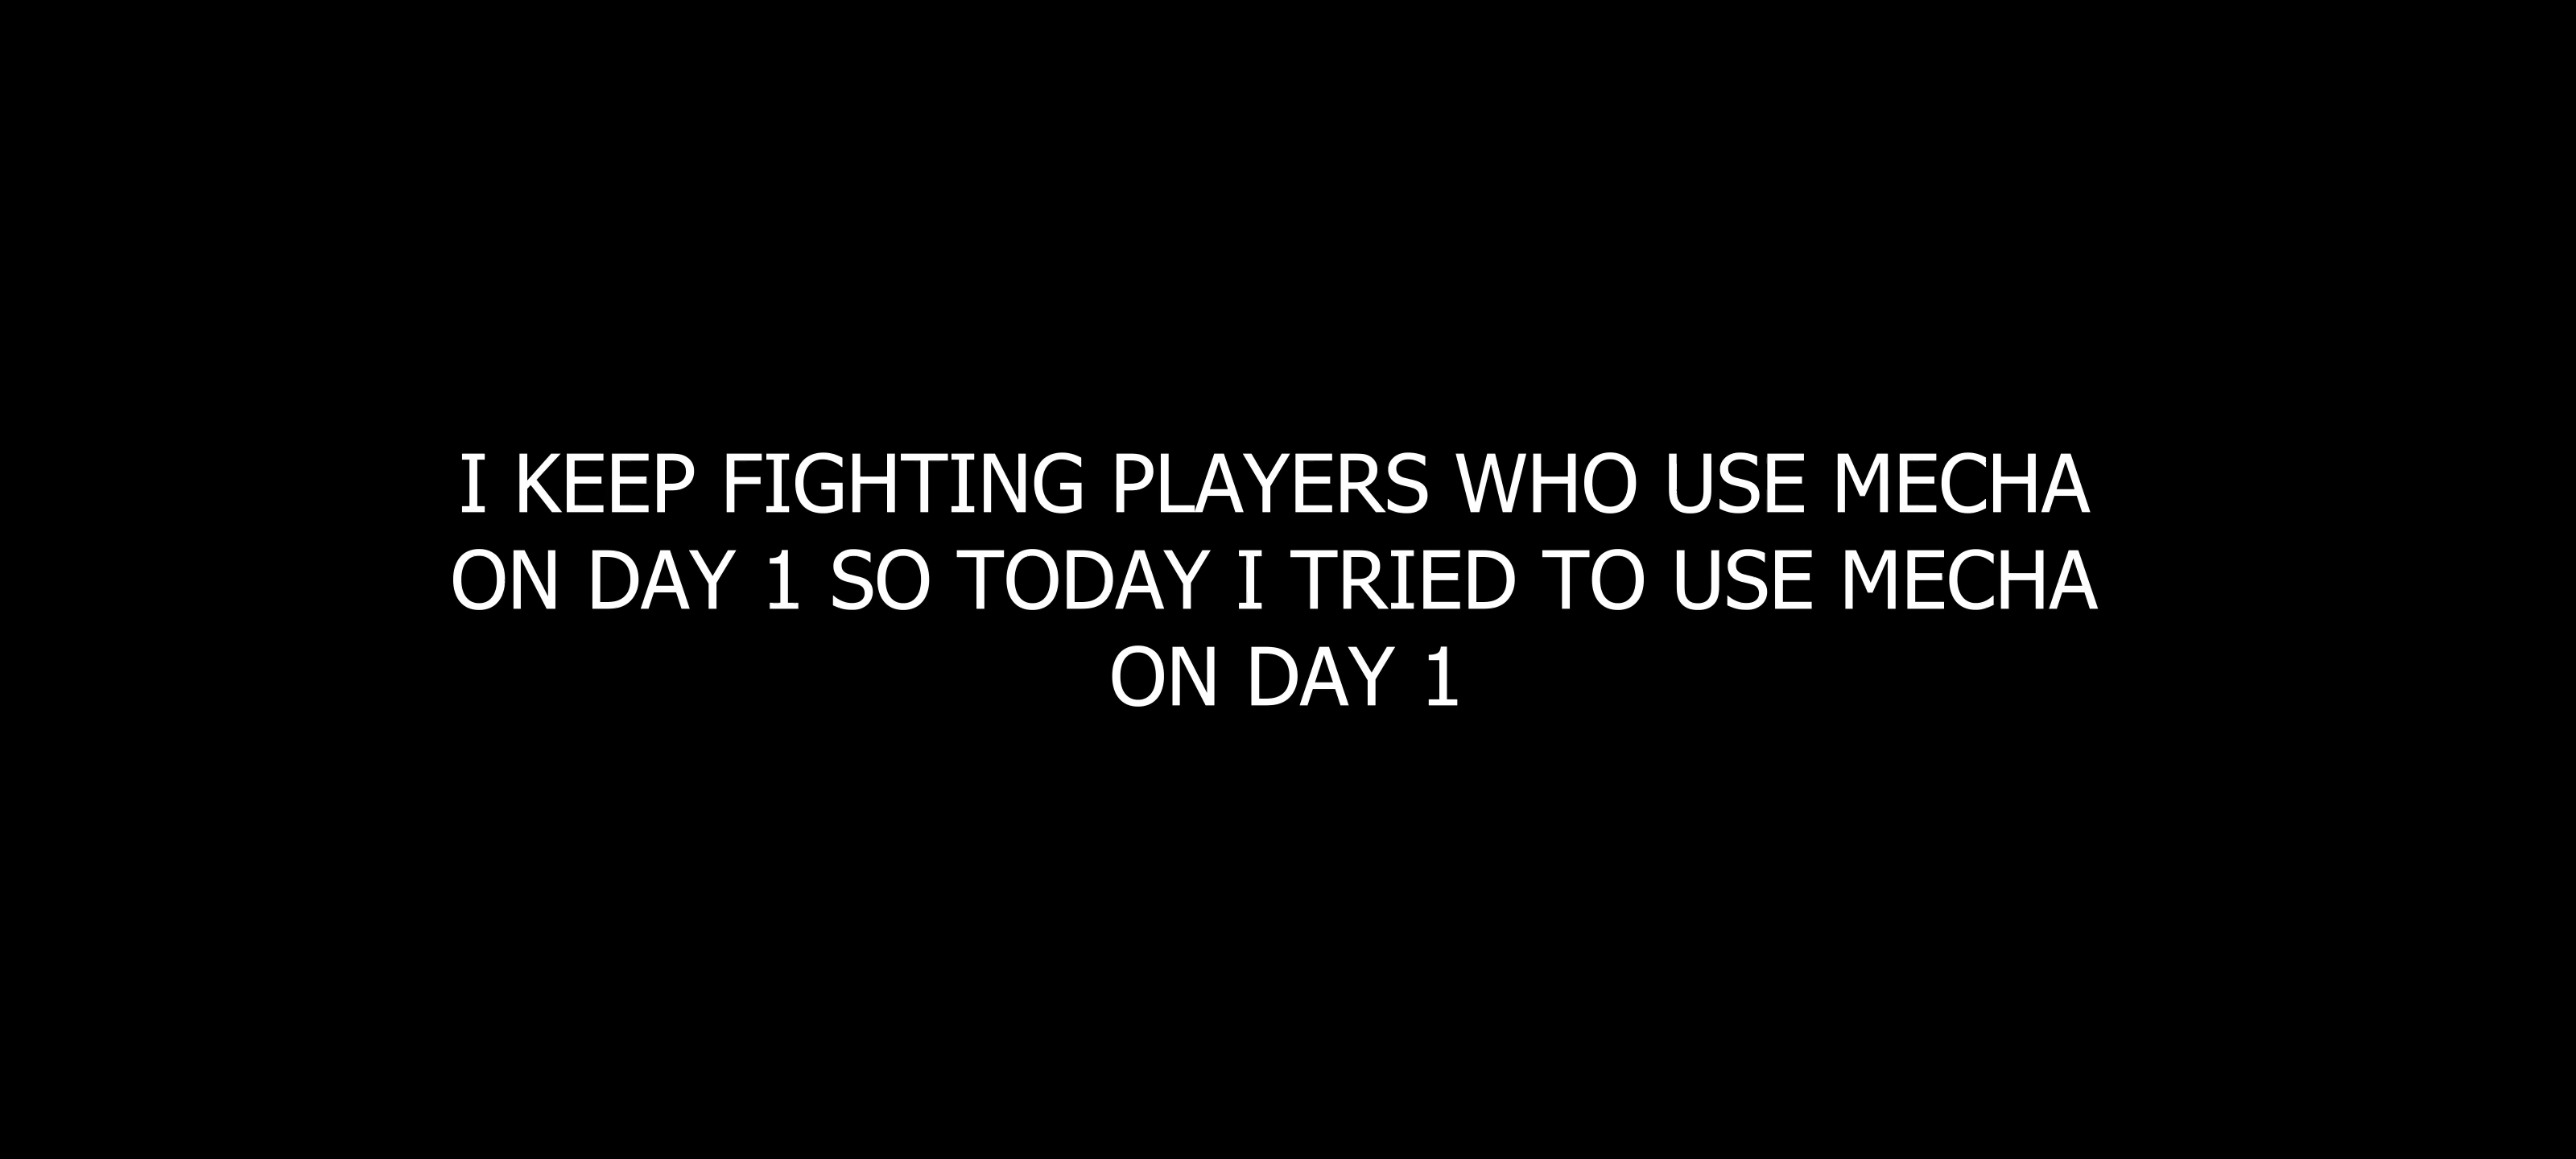 I KEEP FIGHTING PLAYERS WHO USE MECHA
ON DAY 1 SO TODAY I TRIED TO USE MECHA
ON DAY 1